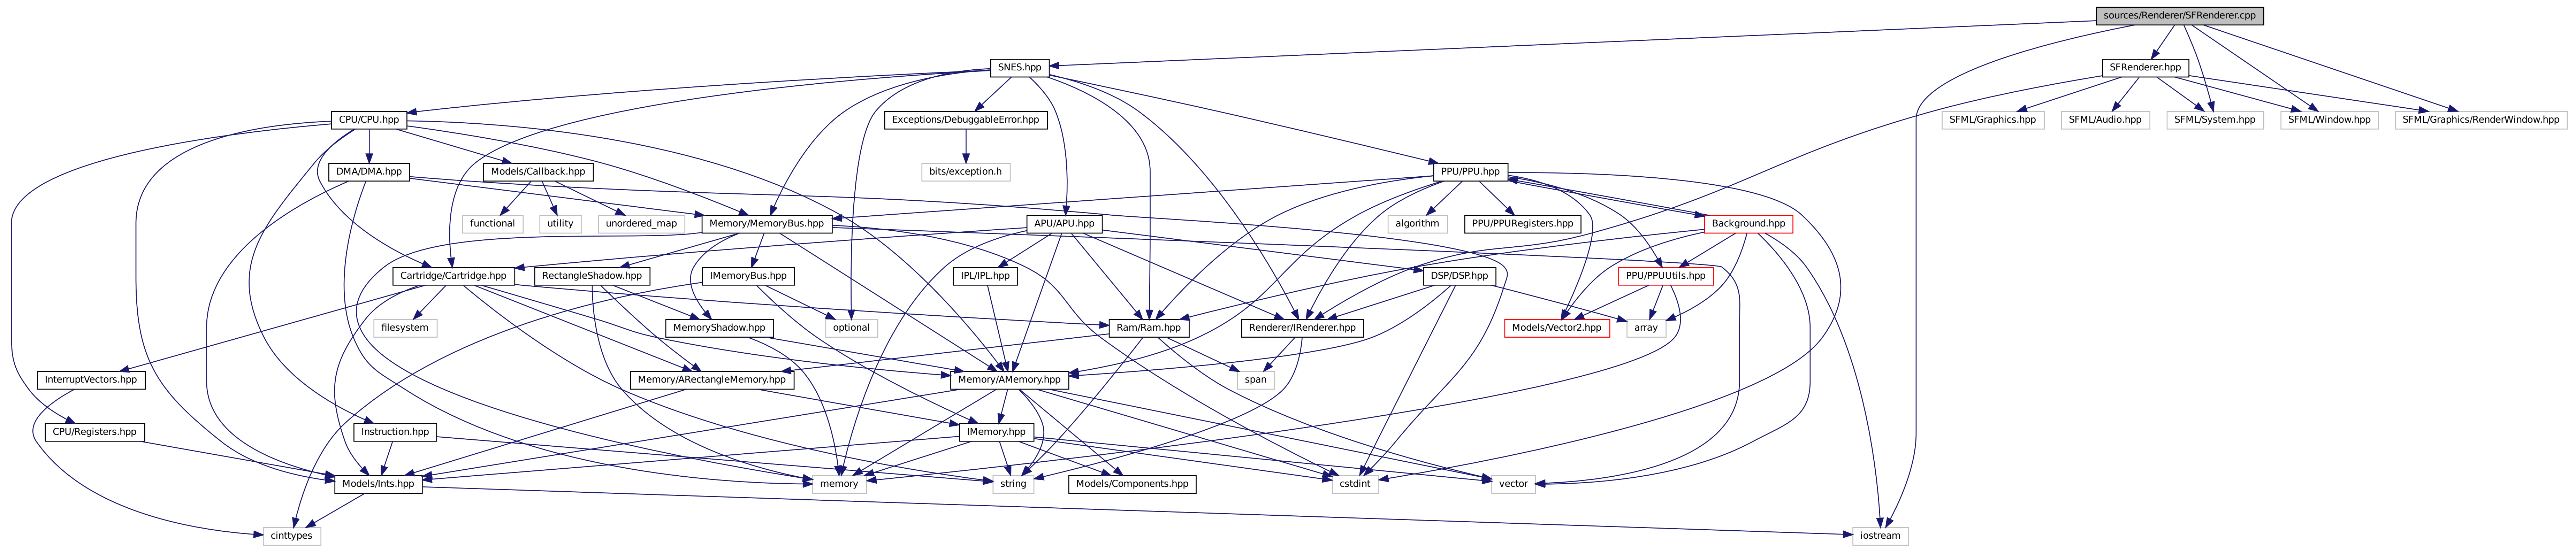 sources/Renderer/SFRenderer.cpp
SNES.hpp
SFRenderer.hpp
CPU/CPU.hpp
Exceptions/DebuggableError.hpp
SFML/Graphics.hpp
SFML/Audio.hpp
SFML/System.hpp
SFML/Window.hpp
SFML/Graphics/RenderWindow.hpp
DMA/DMA.hpp
Models/Callback.hpp
bits/exception.h
PPU/PPU.hpp
functional
utility
unordered_map
Memory/MemoryBus.hpp
APU/APU.hpp
algorithm
PPU/PPURegisters.hpp
Background.hpp
Cartridge/Cartridge.hpp
RectangleShadow.hpp
IMemoryBus.hpp
IPL/IPL.hpp
DSP/DSP.hpp
PPU/PPUUtils.hpp
filesystem
MemoryShadow.hpp
optional
Ram/Ram.hpp
Renderer/IRenderer.hpp
Models/Vector2.hpp
array
InterruptVectors.hpp
Memory/ARectangleMemory.hpp
Memory/AMemory.hpp
span
CPU/Registers.hpp
Instruction.hpp
IMemory.hpp
Models/Ints.hpp
memory
string
Models/Components.hpp
cstdint
vector
cinttypes
iostream